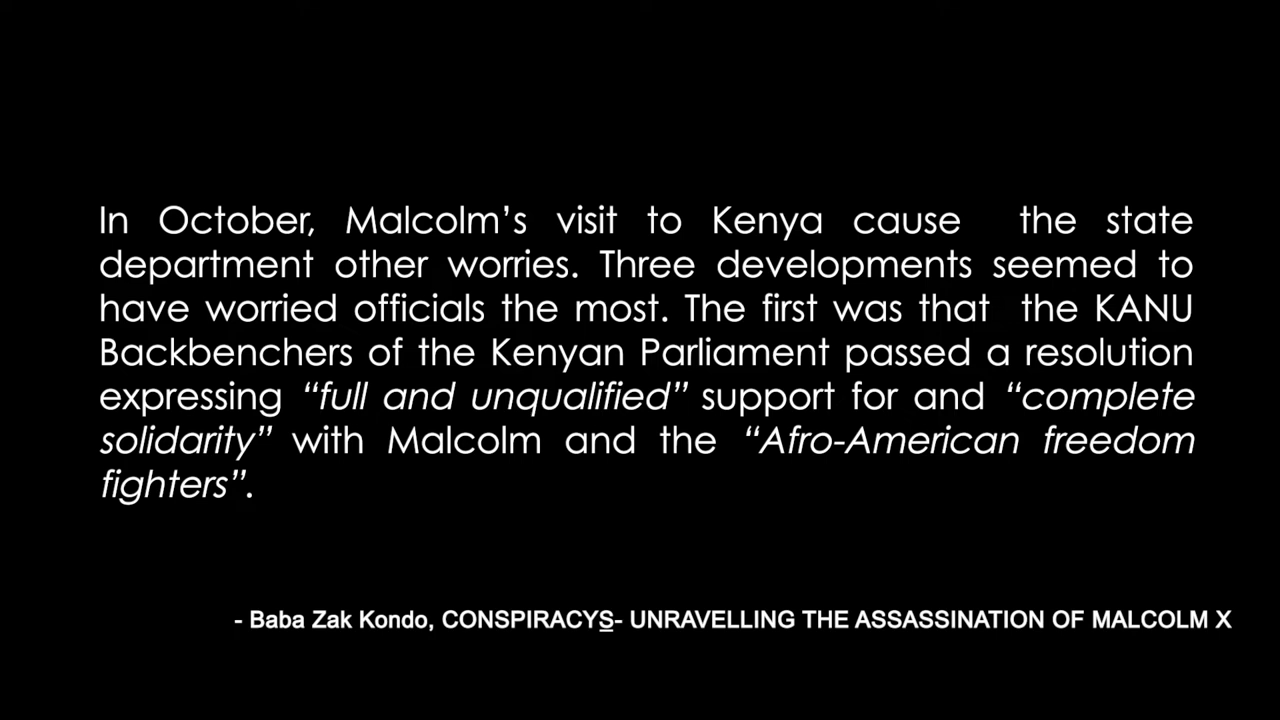 In October, Malcolm’s visit to Kenya cause the state
department other worries. Three developments seemed to
have worried officials the most. The first was that the KANU
Backbenchers of the Kenyan Parliament passed a resolution
expressing “full and unqualified” support for and “complete
solidarity” with Malcolm and the “Afro-American freedom
fighters”.
- Baba Zak Kondo, CONSPIRACYS- UNRAVELLING THE ASSASSINATION OF MALCOLM X